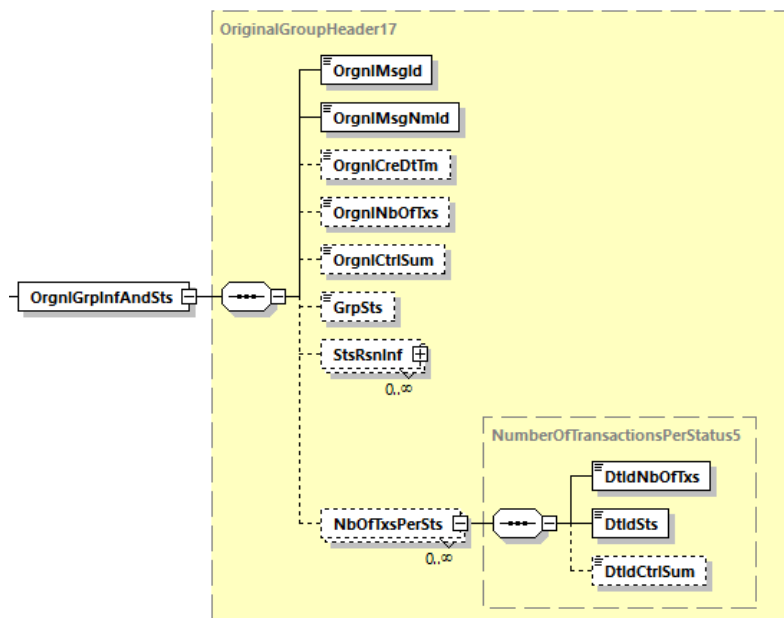 OriginalGroupHeader17
OrgnlMsgId
OrgnlMsgNmId
OrgnlCreDtTm
OrgnlNbOfTxs
OrgnlCtrlSum
OrgnlGrpInfAndSts
GrpSts
StsRsnInf
0..∞
NumberOfTransactionsPerStatus5
DtldNbOfTxs
NbOfTxsPerSts
DtldSts
0..∞
DtldCtrlSum